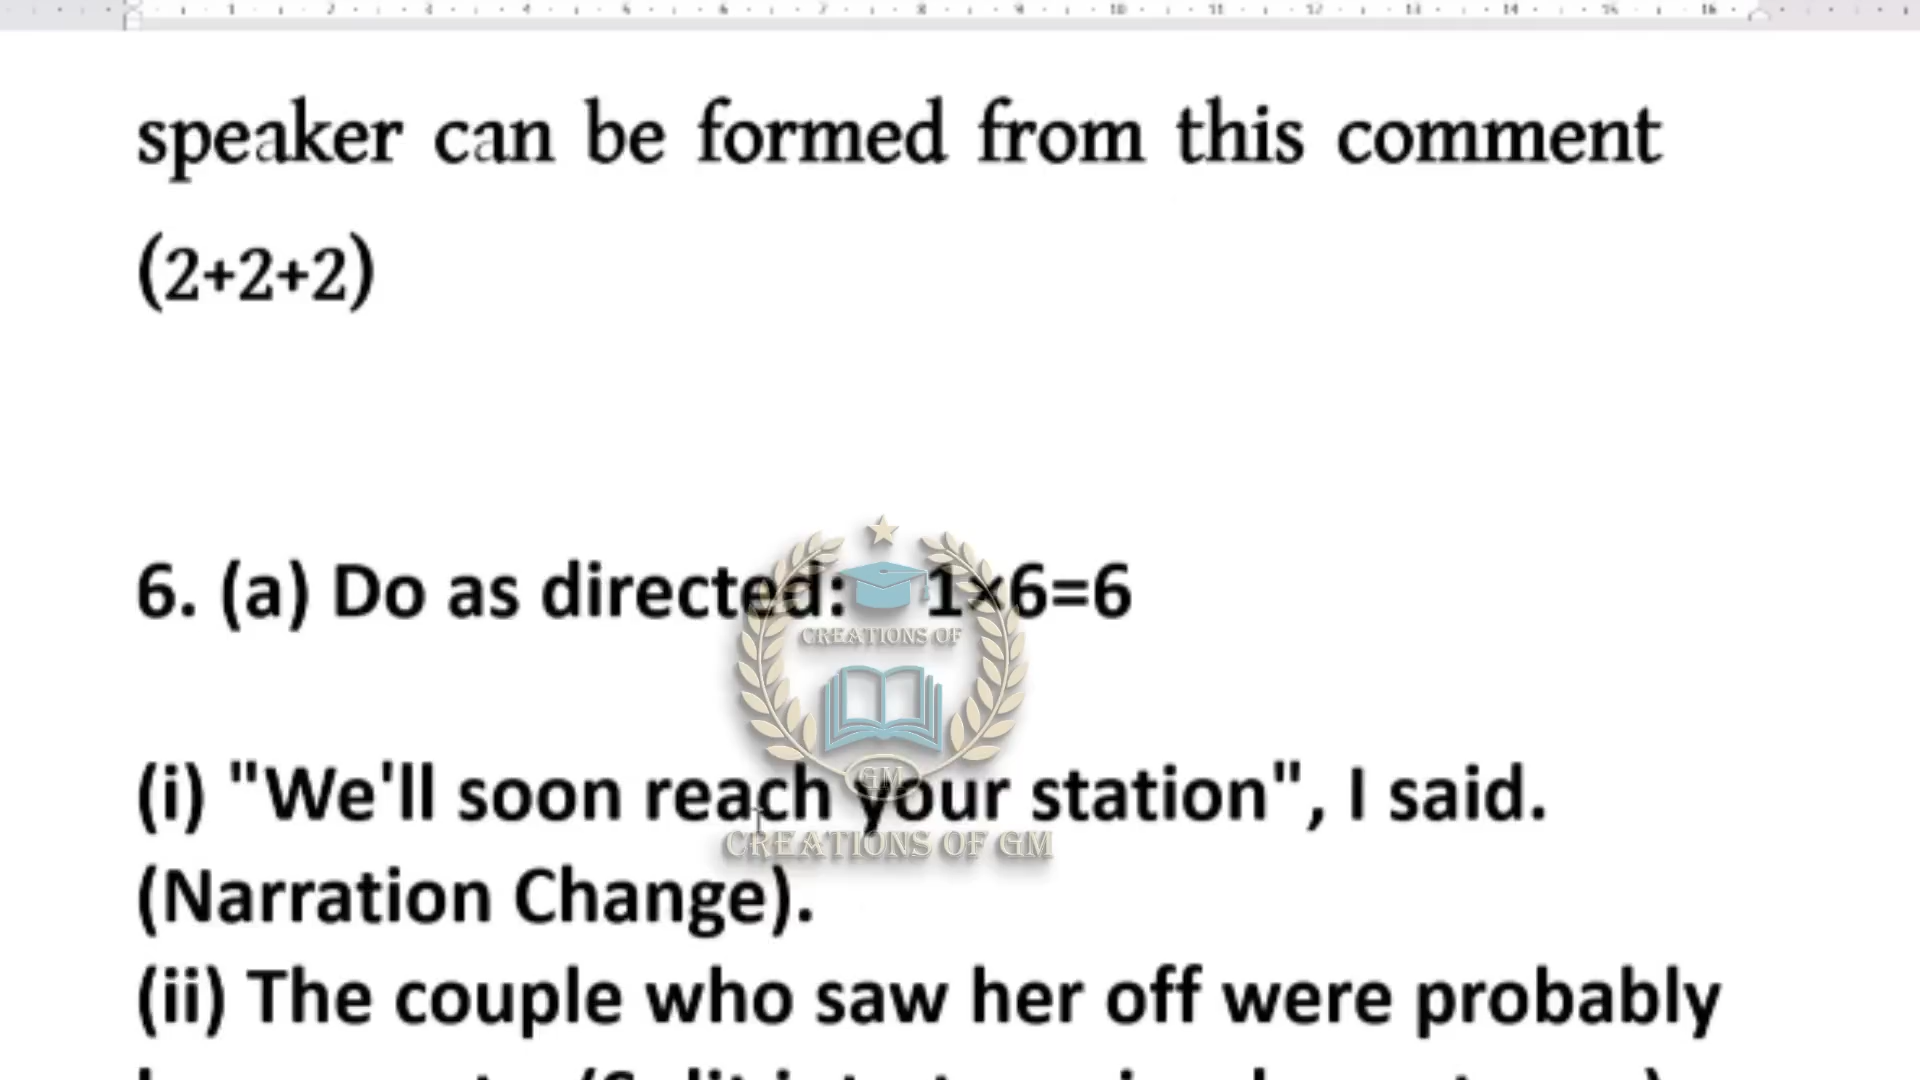 speaker can be formed from this comment
(2+2+2)
6. (a) Do as directed: 1×6=6
CREATIONS OF
GM
(i) "We'll soon reach your station", I said.
CREATIONS OF GM
(Narration Change).
(ii) The couple who saw her off were probably